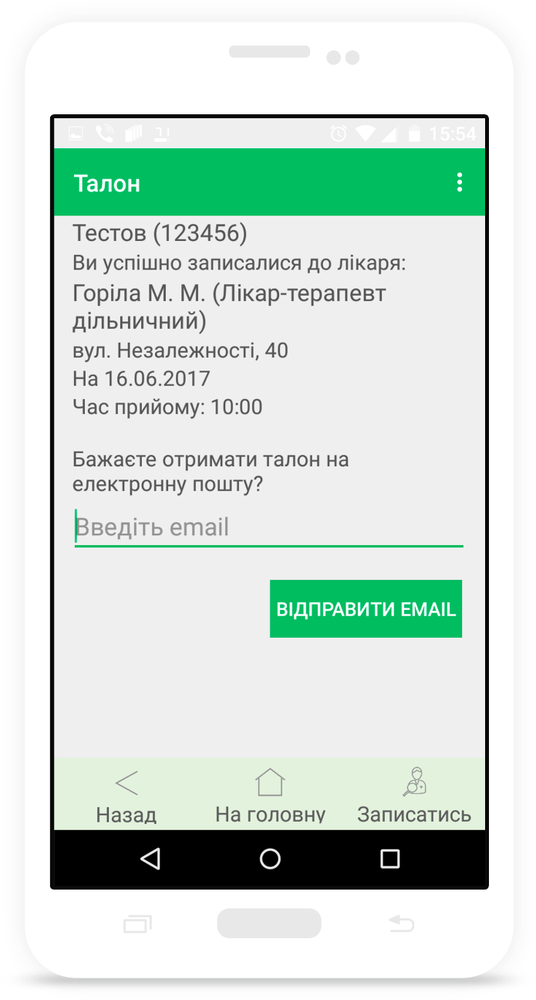 15:54
Талон
Тестов (123456)
Ви успішно записалися до лікаря:
Горіла М. М. (Лікар-терапевт
дільничний)
вул. Незалежності, 40
На 16.06.2017
Час прийому: 10:00
Бажаєте отримати талон на
електронну пошту?
Введіть email
ВІДПРАВИТИ EMAIL
Назад
На головну
Записатись